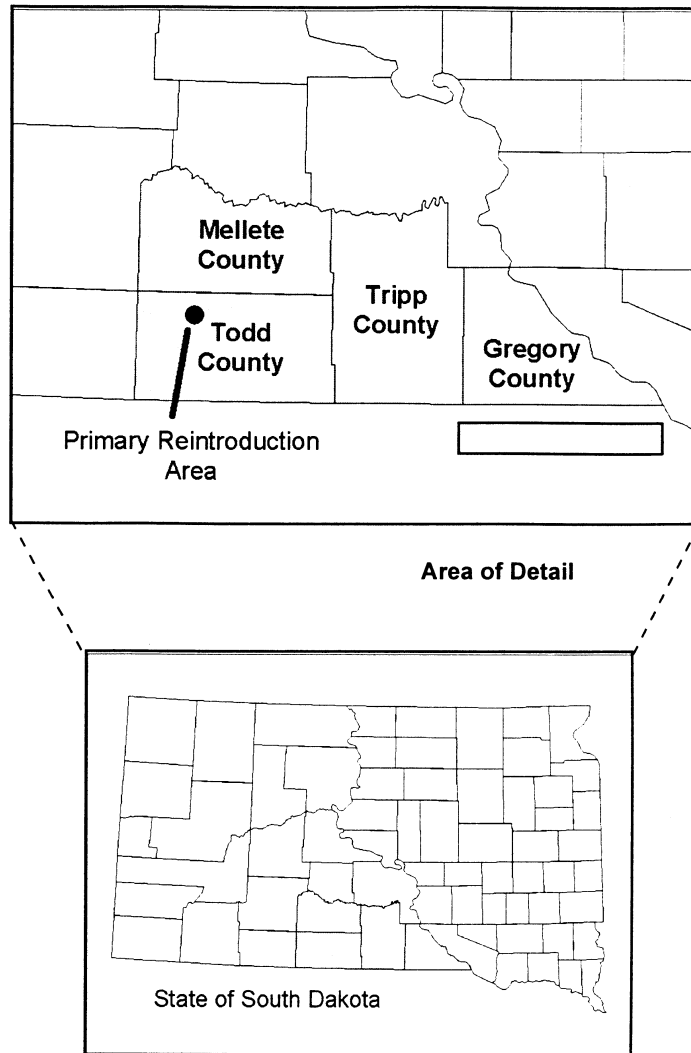 Mellete
County
Tripp
County
Todd
County
Gregory
County
Primary Reintroduction
Area
Area of Detail
State of South Dakota